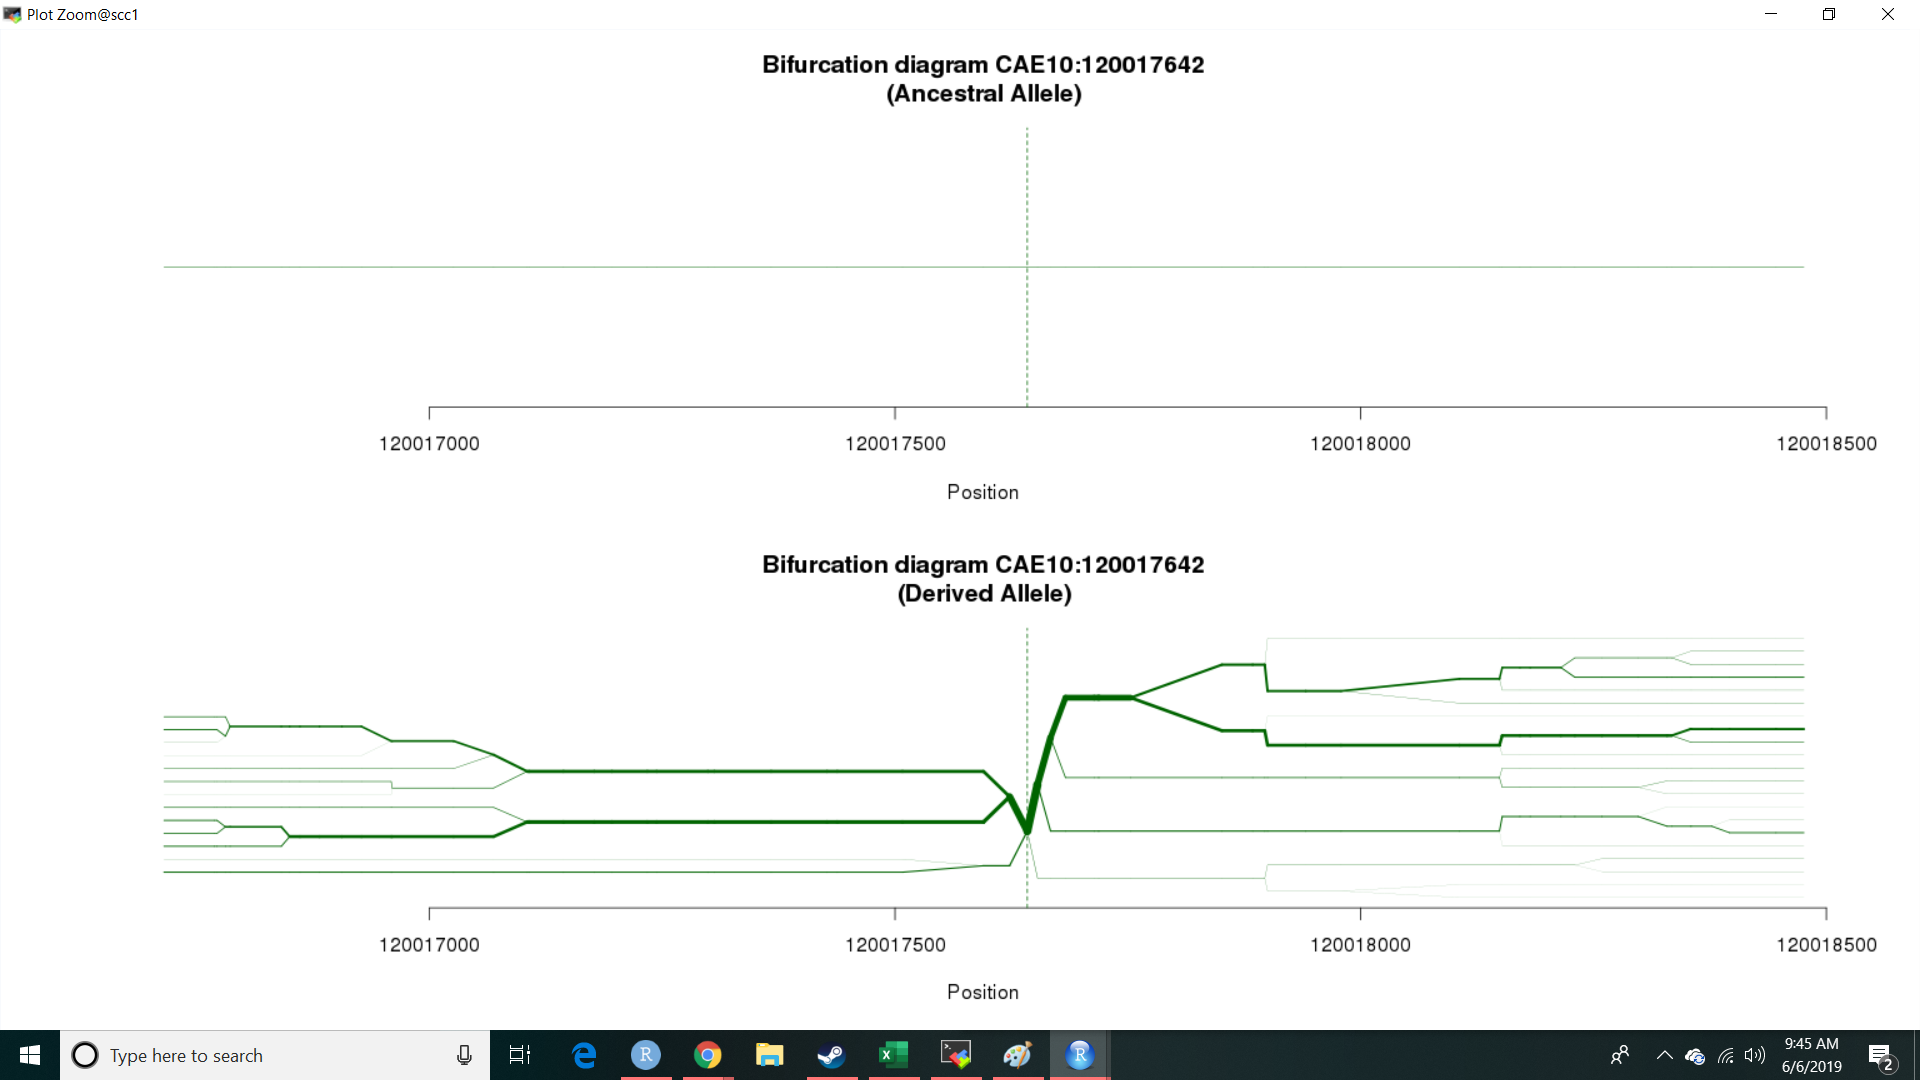 Plot Zoom@scc1
Bifurcation diagram CAE10:120017642
(Ancestral Allele)
120017000 120017500 120018000 120018500
Position
Bifurcation diagram CAE10:120017642
(Derived Allele)
120017000 120017500 120018000 120018500
Position
Type here to search
R
X
R
9:45 AM
6/6/2019
2